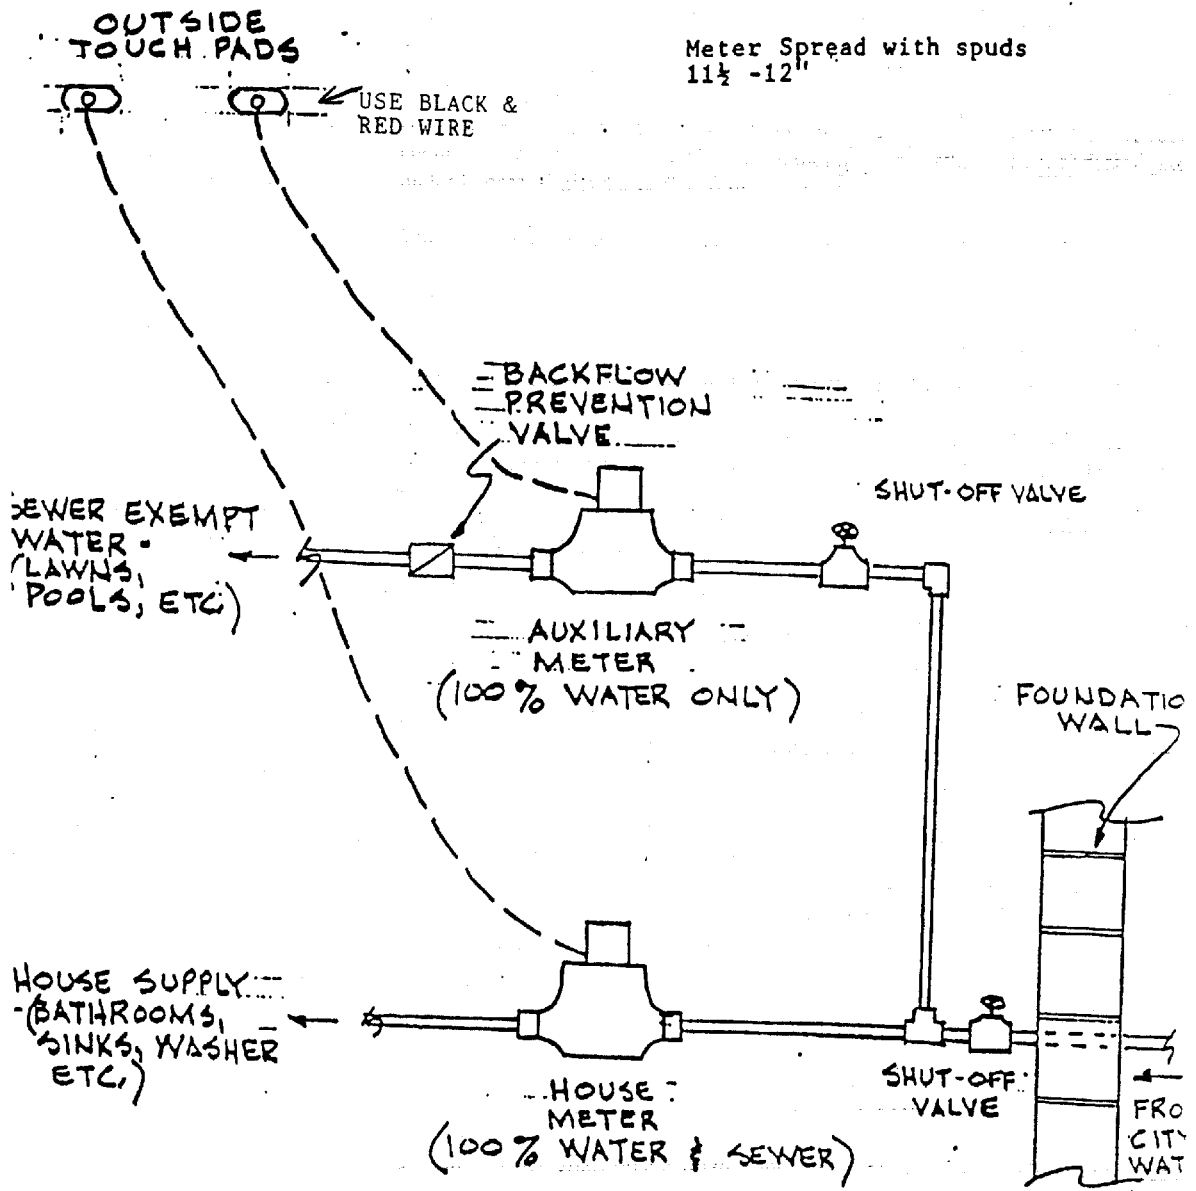 OUTSIDE
TOUCH PADS
Meter Spread with spuds
11½ -12"
USE BLACK &
RED WIRE
BACKFLOW
PREVENTION
VALVE
SHUT-OFF VALVE
SEWER EXEMPT
WATER -
(LAWNS,
POOLS, ETC)
AUXILIARY
METER
(100% WATER ONLY)
FOUNDATIO
WALL
HOUSE SUPPLY
(BATHROOMS,
SINKS, WASHER
ETC.)
HOUSE
METER
(100% WATER & SEWER)
SHUT-OFF
VALVE
FRO
CITY
WAT